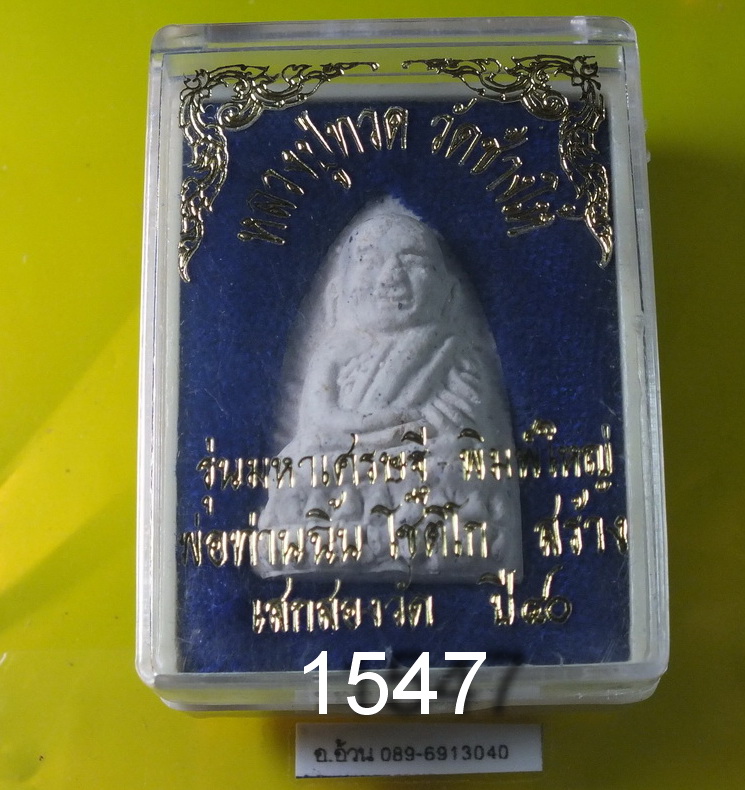 หลวงปู่ทวด วัดช้างให้
รุ่นมหาเศรษฐี พิมพ์ใหญ่
พ่อท่านนิ้น โชติโก สร้าง
เสกสองวัด ปี๔๐
1547
อ.อ้วน 089-6913040